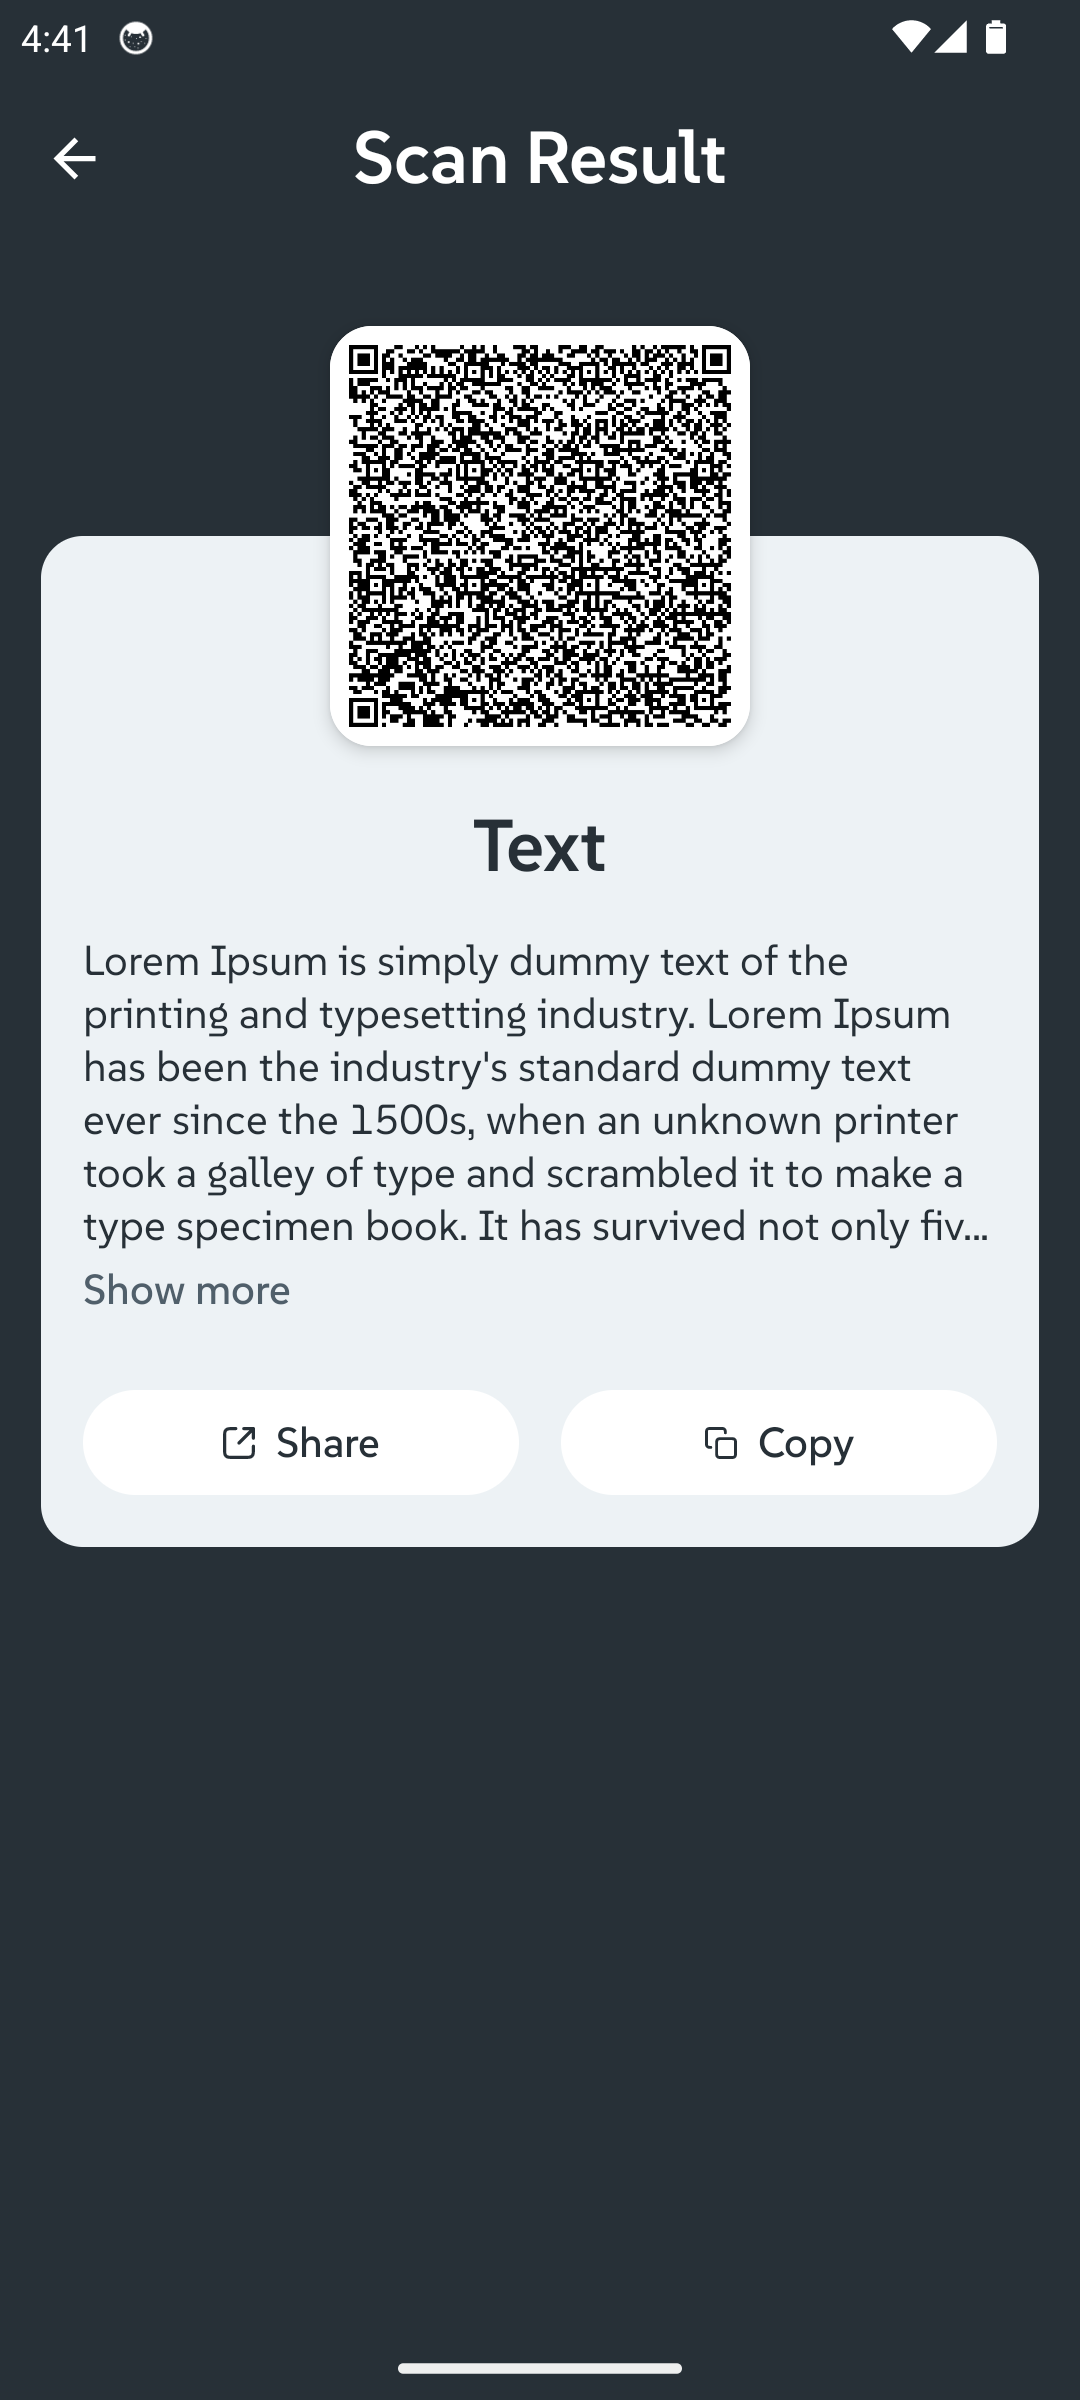 4:41
Scan Result
Text
Lorem Ipsum is simply dummy text of the
printing and typesetting industry. Lorem Ipsum
has been the industry's standard dummy text
ever since the 1500s, when an unknown printer
took a galley of type and scrambled it to make a
type specimen book. It has survived not only fiv...
Show more
Share
Copy